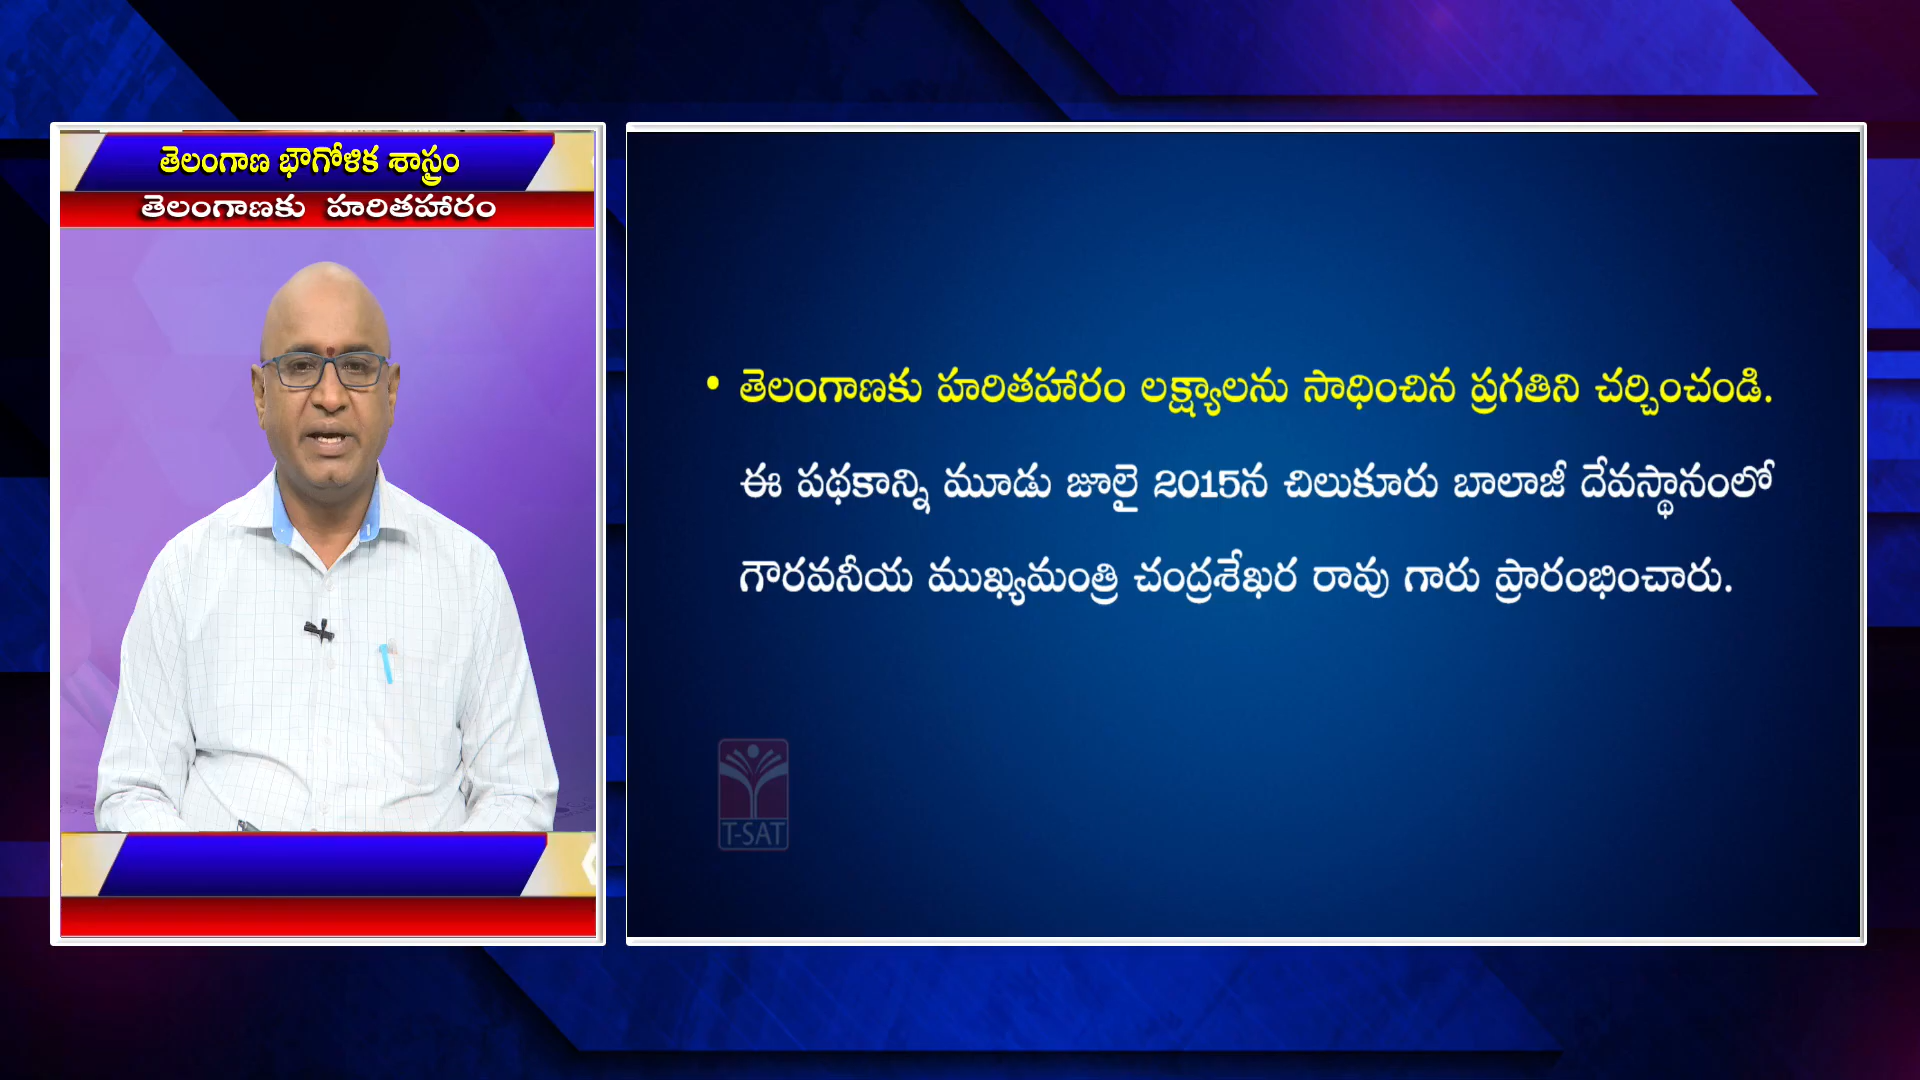 తెలంగాణ భౌగోళిక శాస్త్రం
తెలంగాణకు హరితహారం
• తెలంగాణకు హరితహారం లక్ష్యాలను సాధించిన ప్రగతిని చర్చించండి.
ఈ పథకాన్ని మూడు జూలై 2015న చిలుకూరు బాలాజీ దేవస్థానంలో
గౌరవనీయ ముఖ్యమంత్రి చంద్రశేఖర రావు గారు ప్రారంభించారు.
T-SAT